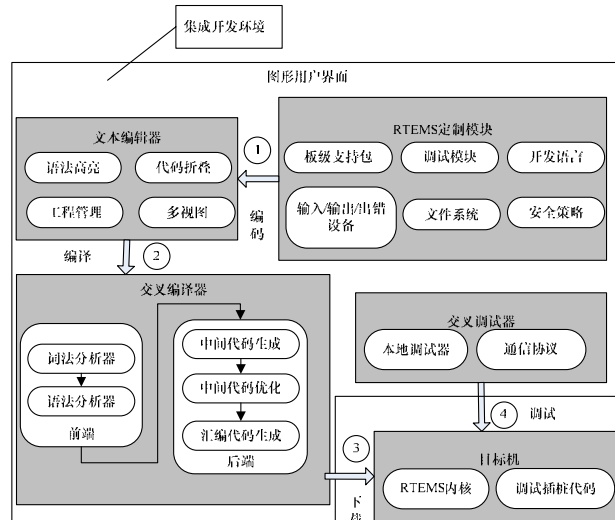 集成开发环境
图形用户界面
文本编辑器
语法高亮
代码折叠
工程管理
多视图
1
编码
RTEMS定制模块
板级支持包
调试模块
开发语言
输入/输出/出错
设备
文件系统
安全策略
编译
2
交叉编译器
词法分析器
语法分析器
前端
中间代码生成
中间代码优化
汇编代码生成
后端
交叉调试器
本地调试器
通信协议
4
调试
3
下
目标机
RTEMS内核
调试插桩代码